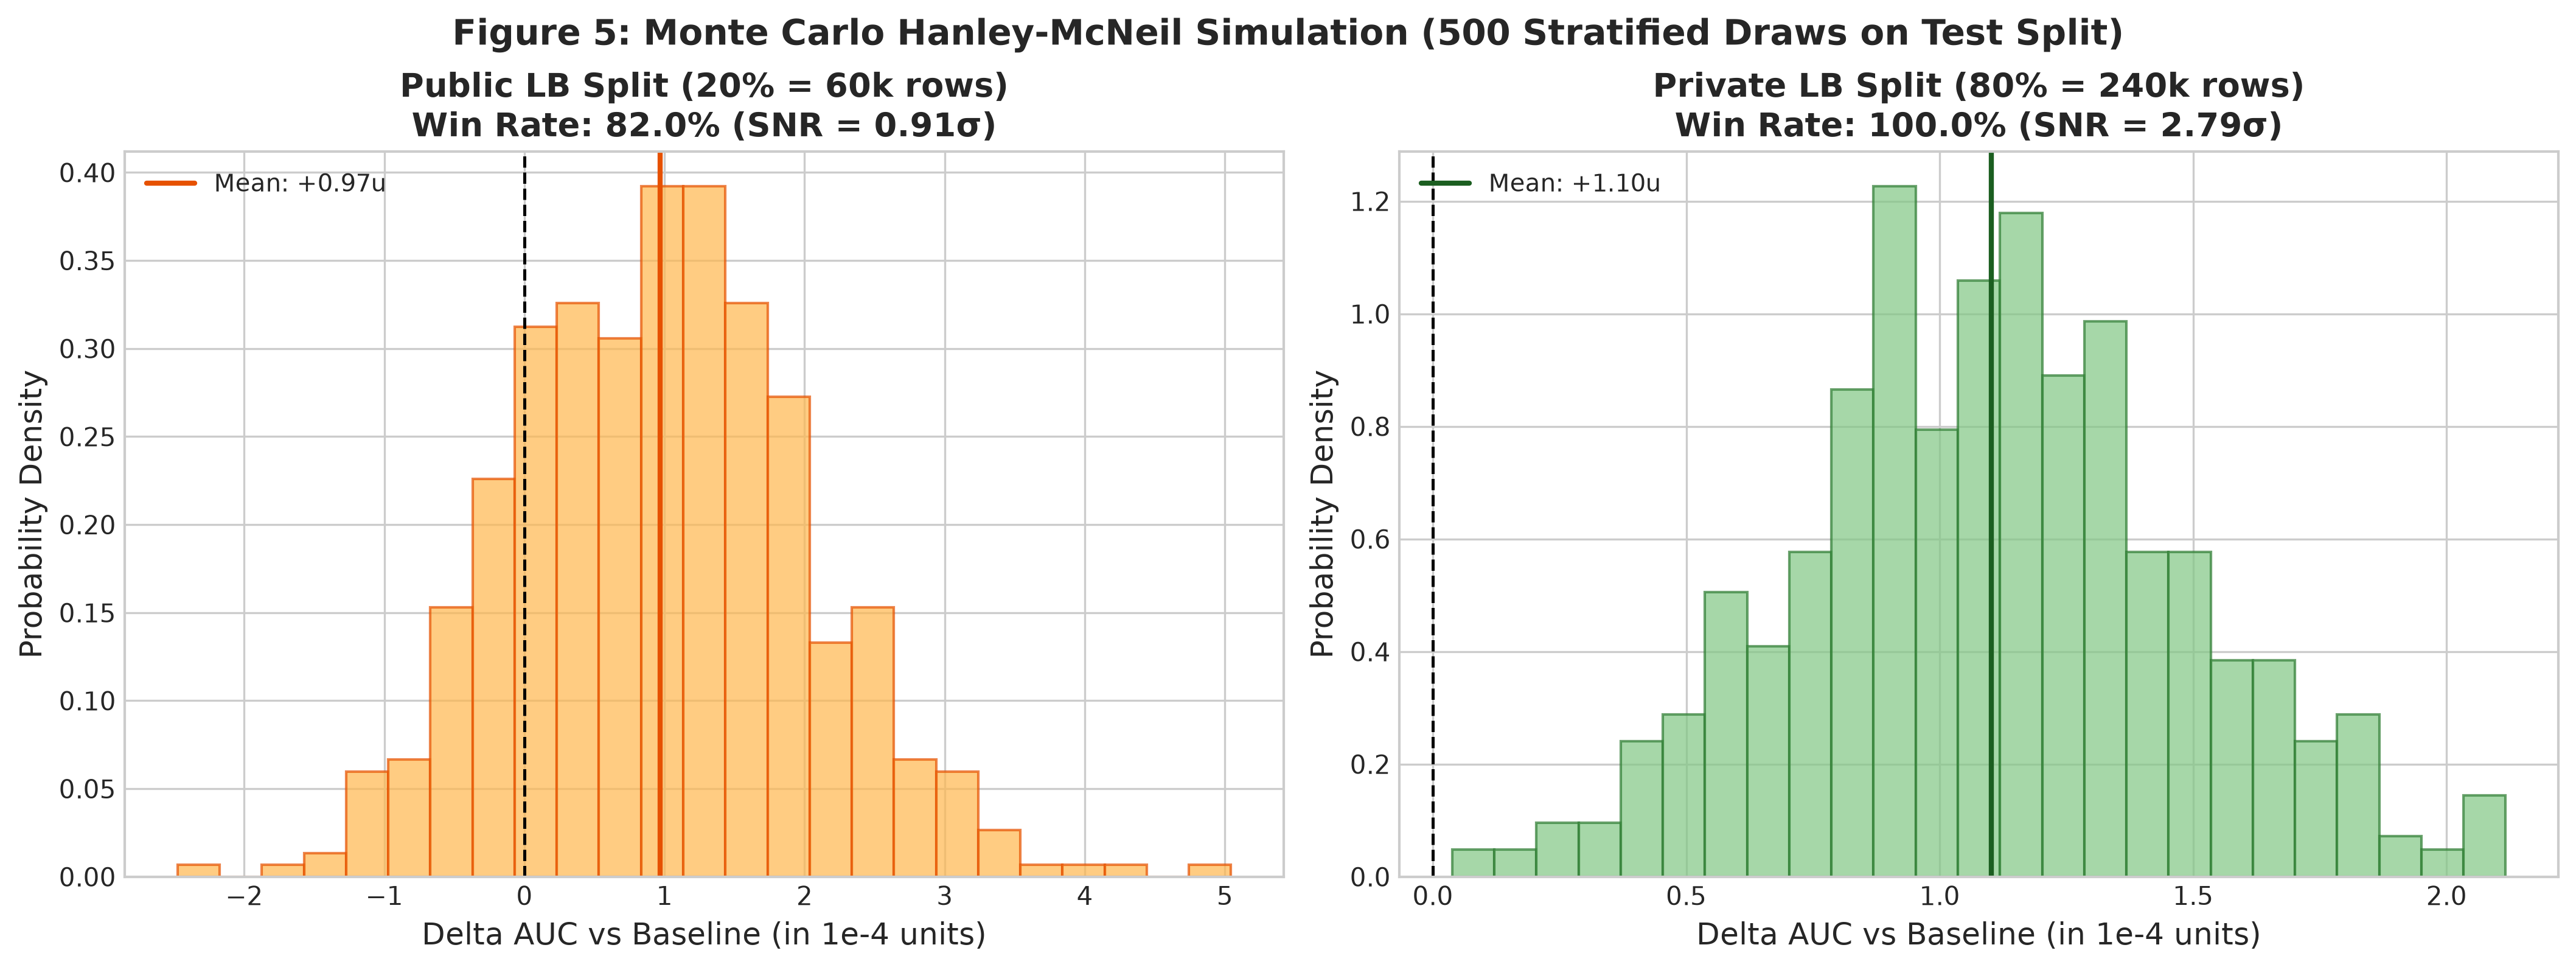 Figure 5: Monte Carlo Hanley-McNeil Simulation (500 Stratified Draws on Test Split)
Public LB Split (20% = 60k rows)
Win Rate: 82.0% (SNR = 0.91σ)
Mean: +0.97u
Probability Density
0.40
0.35
0.30
0.25
0.20
0.15
0.10
0.05
0.00
−2
−1
0
1
2
3
4
5
Delta AUC vs Baseline (in 1e-4 units)
Private LB Split (80% = 240k rows)
Win Rate: 100.0% (SNR = 2.79σ)
Mean: +1.10u
Probability Density
1.2
1.0
0.8
0.6
0.4
0.2
0.0
0.0
0.5
1.0
1.5
2.0
Delta AUC vs Baseline (in 1e-4 units)